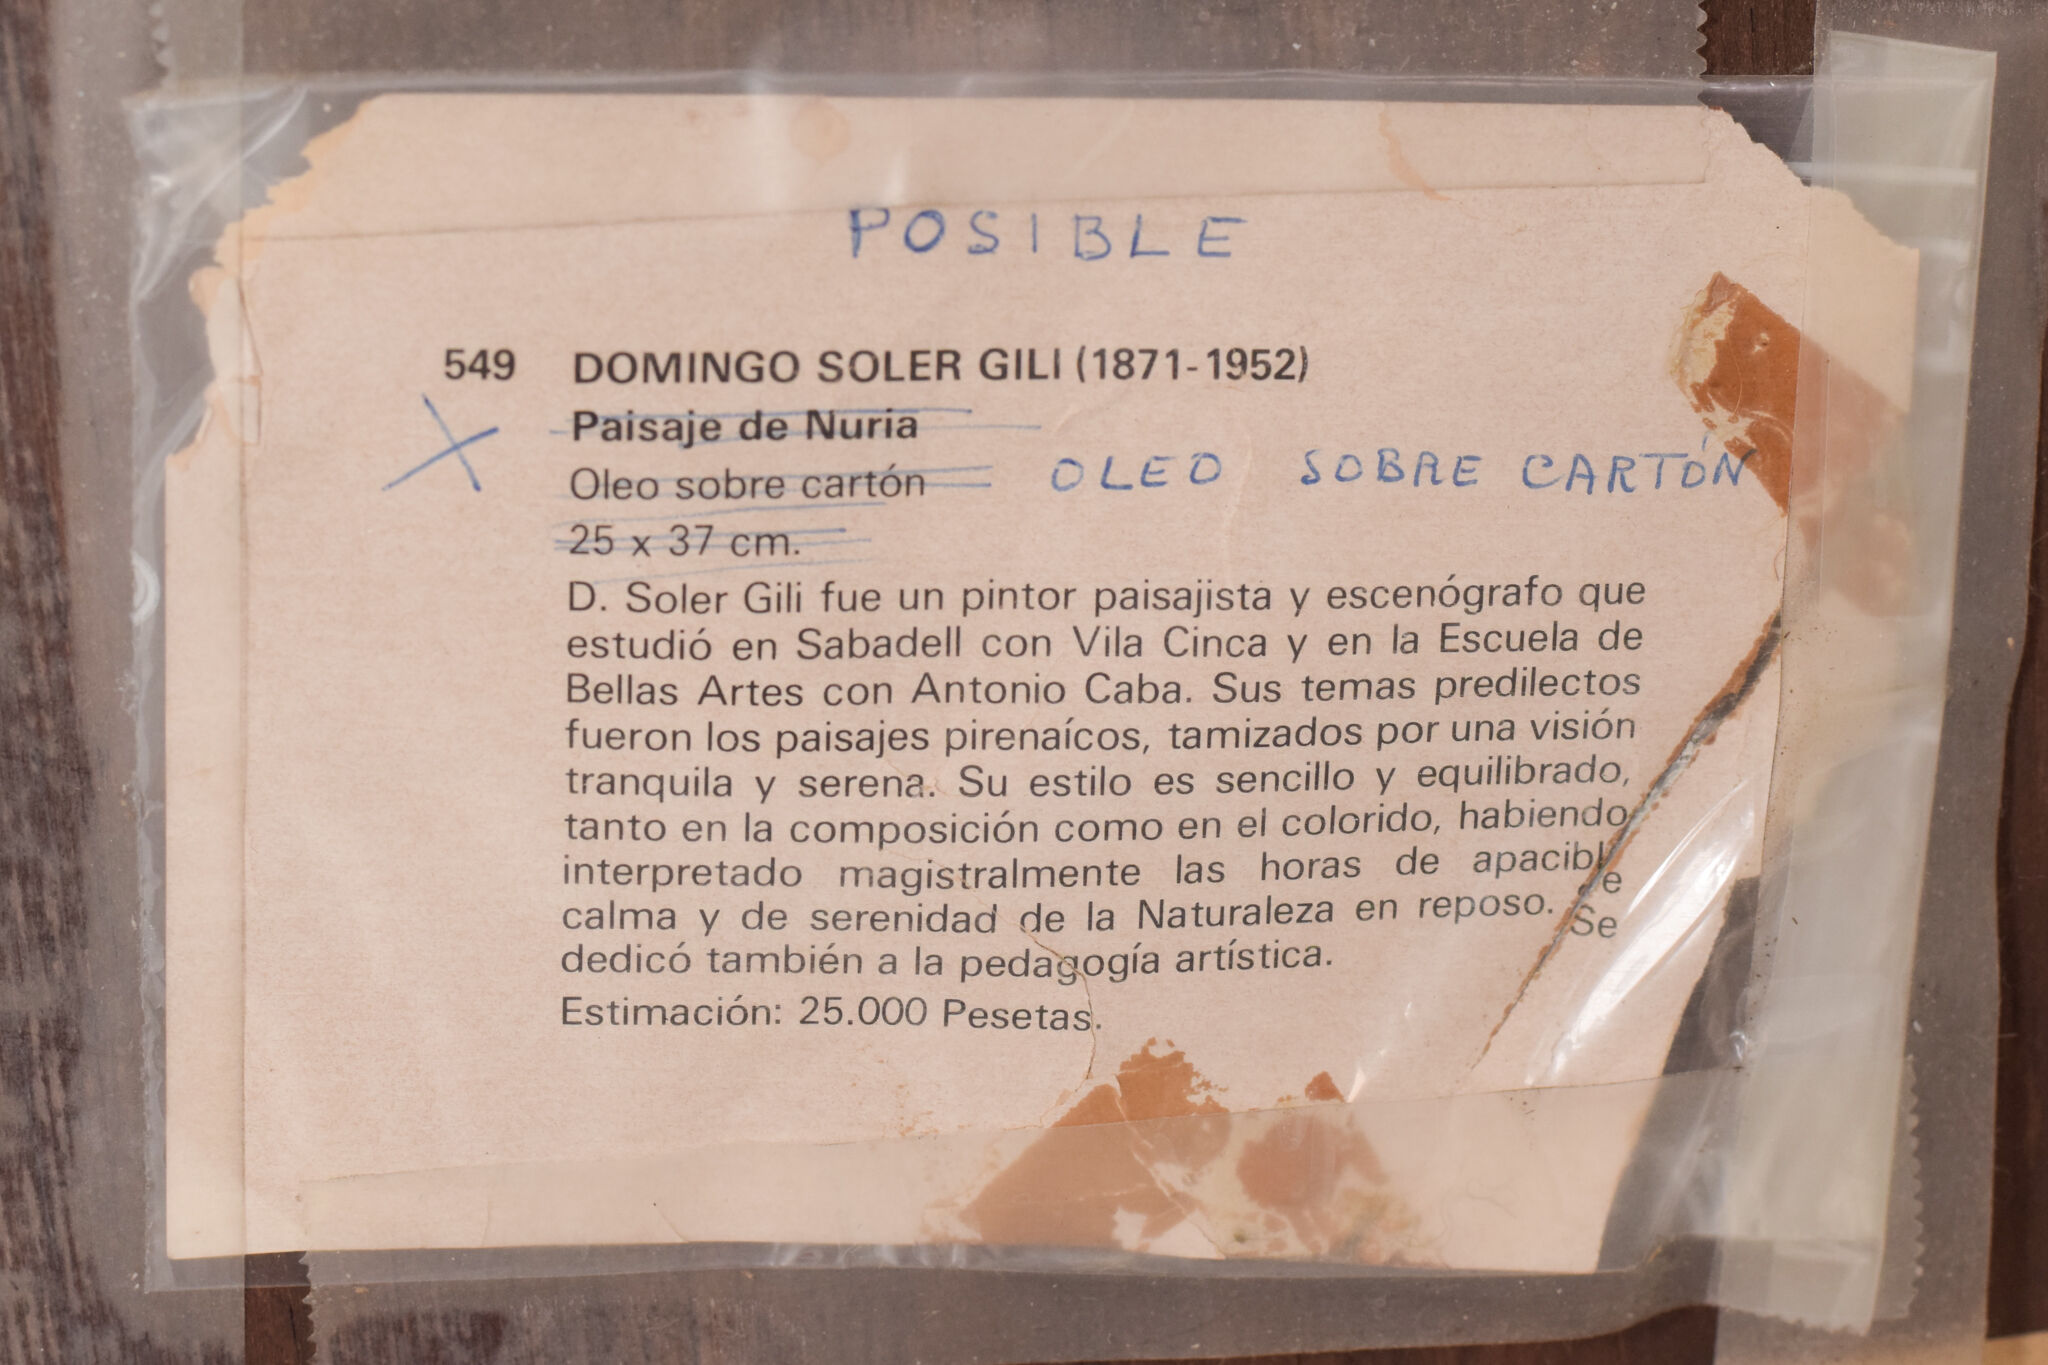 POSIBLE
549 DOMINGO SOLER GILI (1871-1952)
Paisaje de Nuria
Oleo sobre cartón OLEO SOBRE CARTÓN
25 x 37 cm.
D. Soler Gili fue un pintor paisajista y escenógrafo que
estudió en Sabadell con Vila Cinca y en la Escuela de
Bellas Artes con Antonio Caba. Sus temas predilectos
fueron los paisajes pirenaícos, tamizados por una visión
tranquila y serena. Su estilo es sencillo y equilibrado,
tanto en la composición como en el colorido, habiendo
interpretado magistralmente las horas de apacible
calma y de serenidad de la Naturaleza en reposo. Se
dedicó también a la pedagogía artística.
Estimación: 25.000 Pesetas.